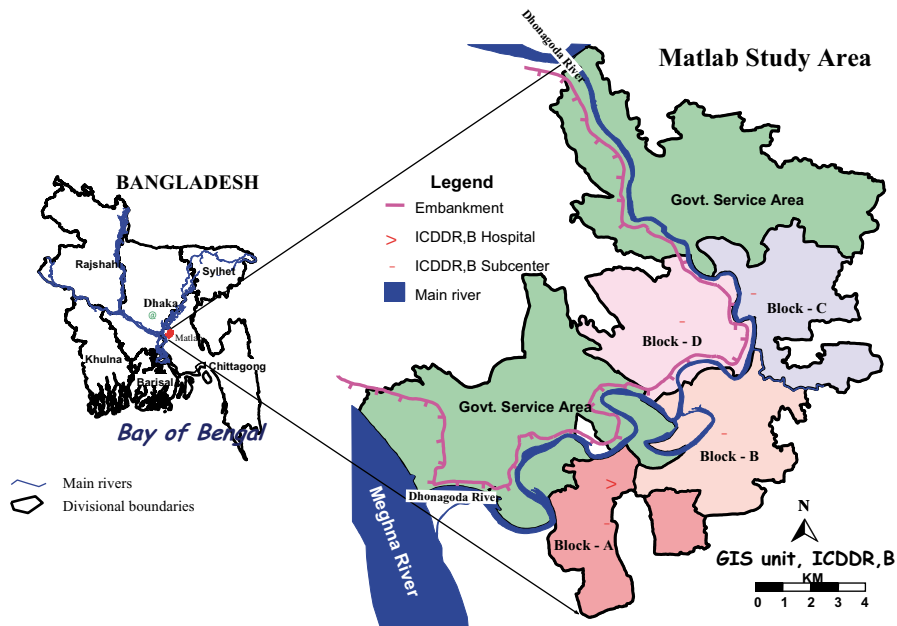 Matlab Study Area
Dhonagoda River
BANGLADESH
Rajshahi
Sylhet
Dhaka
@
Matla
Khulna
Chittagong
Barisal
Bay of Bengal
Main rivers
Divisional boundaries
Legend
Embankment
> ICDDR,B Hospital
- ICDDR,B Subcenter
Main river
Govt. Service Area
Block - C
Block - D
Govt. Service Area
Block - B
>
Block - A
Dhonagoda Rive
Meghna River
N
GIS unit, ICDDR,B
KM
0 1 2 3 4